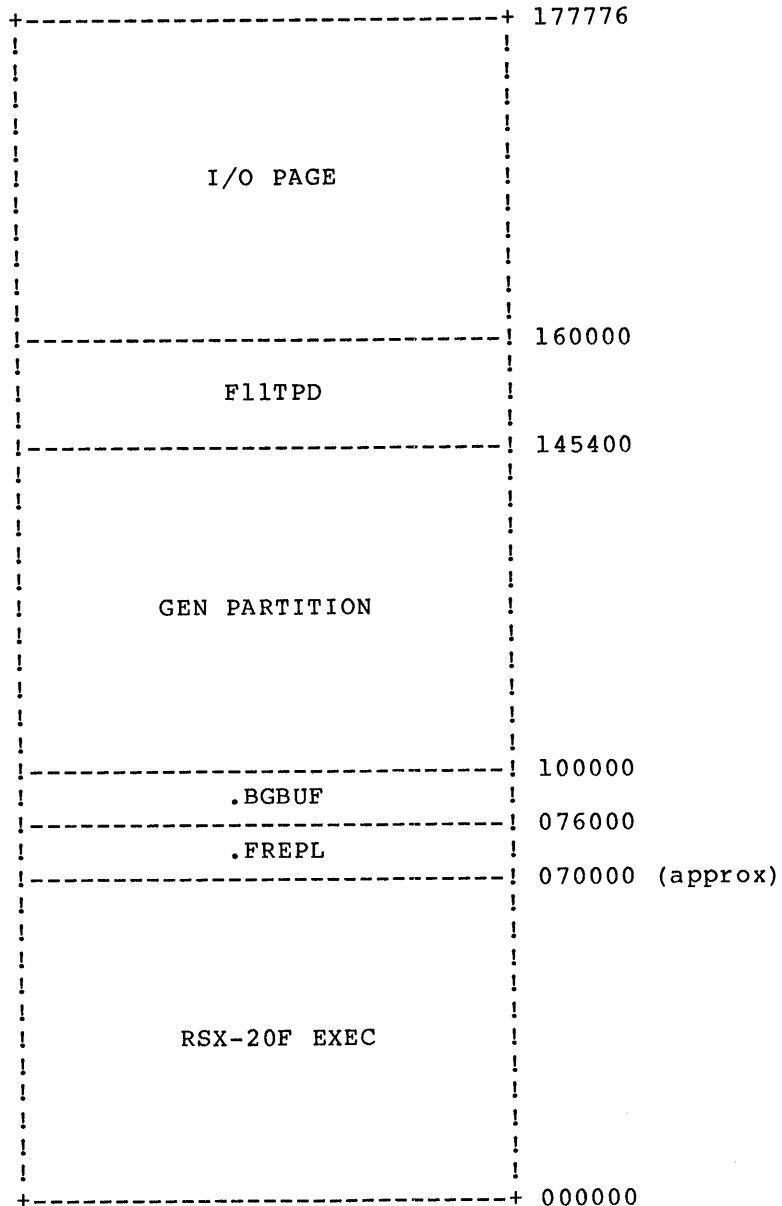 177776
I/O PAGE
160000
F11TPD
145400
GEN PARTITION
100000
.BGBUF
076000
.FREPL
070000 (approx)
RSX-20F EXEC
000000